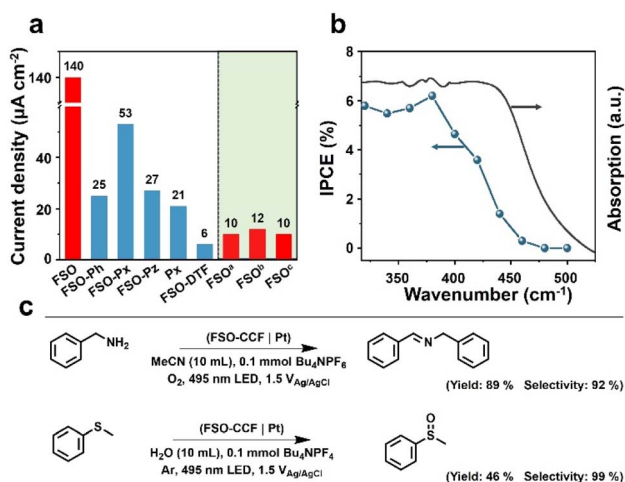 a
Current density (μA cm⁻²)
140
40
20
0
140
25
53
27
21
6
10
12
10
FSO
FSO-Ph
FSO-Px
FSO-Pz
Px
FSO-DTF
FSOᵃ
FSOᵇ
FSOᶜ
b
IPCE (%)
8
6
4
2
0
350
400
450
500
Wavenumber (cm⁻¹)
Absorption (a.u.)
c
NH₂
(FSO-CCF | Pt)
MeCN (10 mL), 0.1 mmol Bu₄NPF₆
O₂, 495 nm LED, 1.5 V_Ag/AgCl
N
(Yield: 89 % Selectivity: 92 %)
S
(FSO-CCF | Pt)
H₂O (10 mL), 0.1 mmol Bu₄NPF₄
Ar, 495 nm LED, 1.5 V_Ag/AgCl
O
S
(Yield: 46 % Selectivity: 99 %)